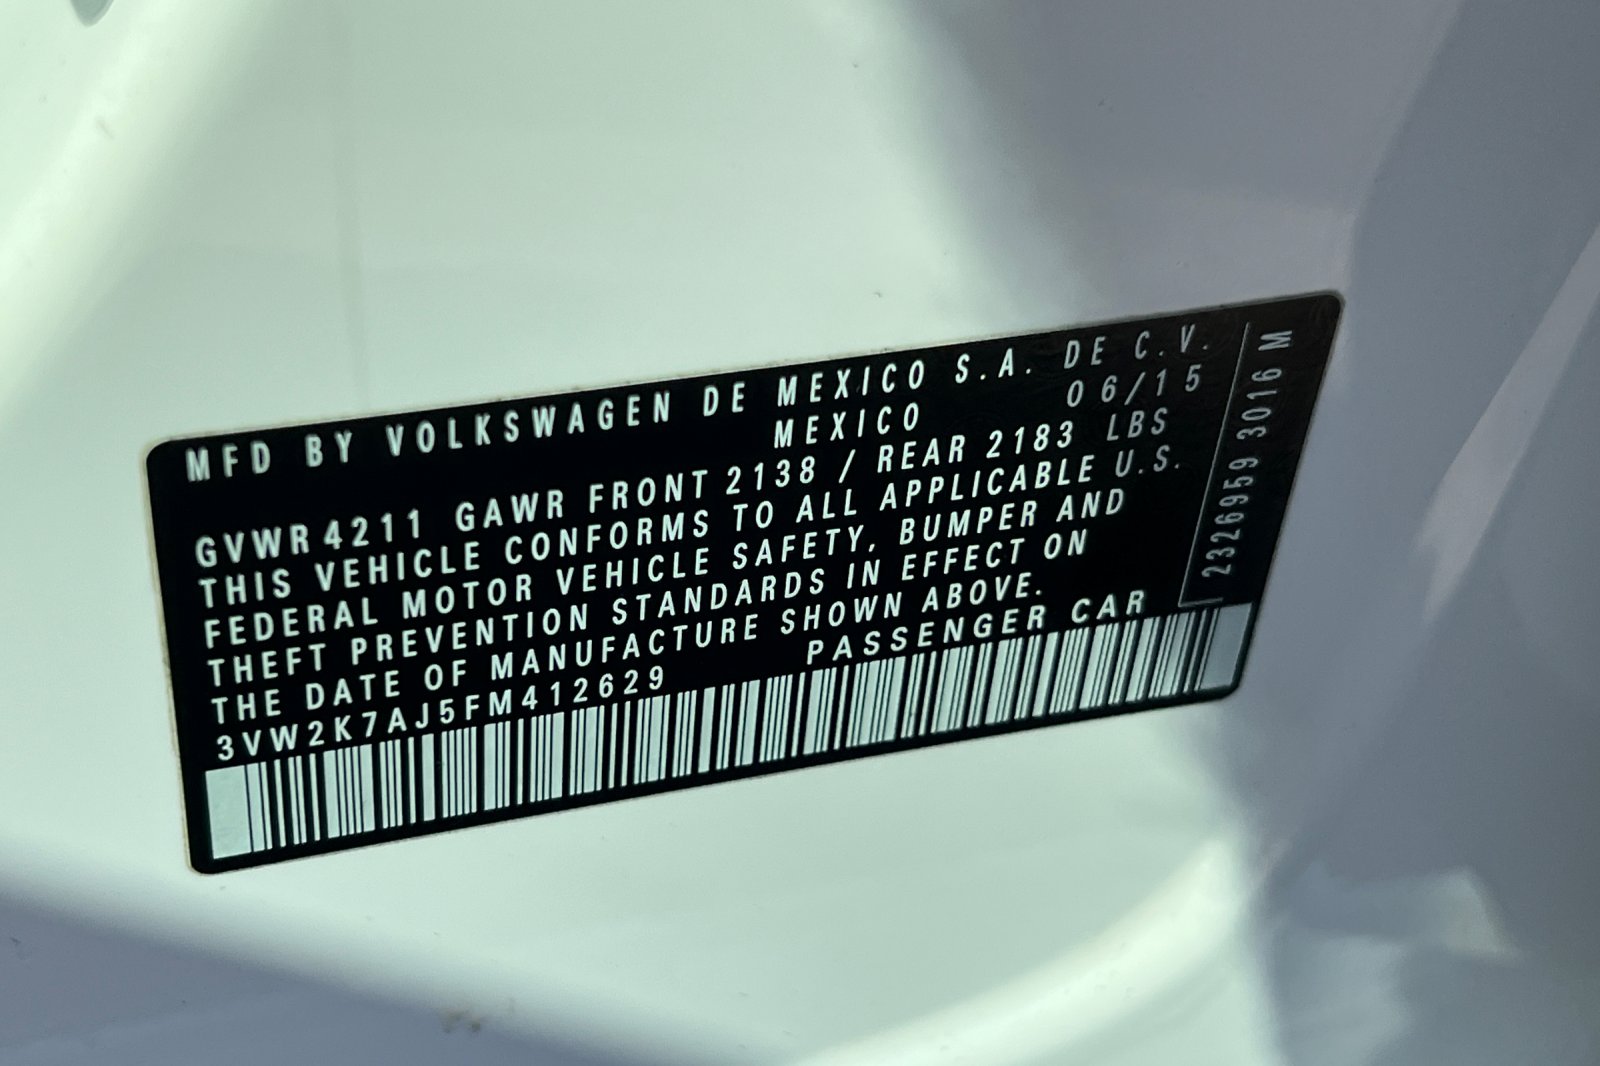 MFD BY VOLKSWAGEN DE MEXICO S.A. DE C.V.
MEXICO 06/15
GVWR 4211 GAWR FRONT 2138 / REAR 2183 LBS
THIS VEHICLE CONFORMS TO ALL APPLICABLE U.S.
FEDERAL MOTOR VEHICLE SAFETY, BUMPER AND
THEFT PREVENTION STANDARDS IN EFFECT ON
THE DATE OF MANUFACTURE SHOWN ABOVE.
3VW2K7AJ5FM412629 PASSENGER CAR
2326959 3016 M